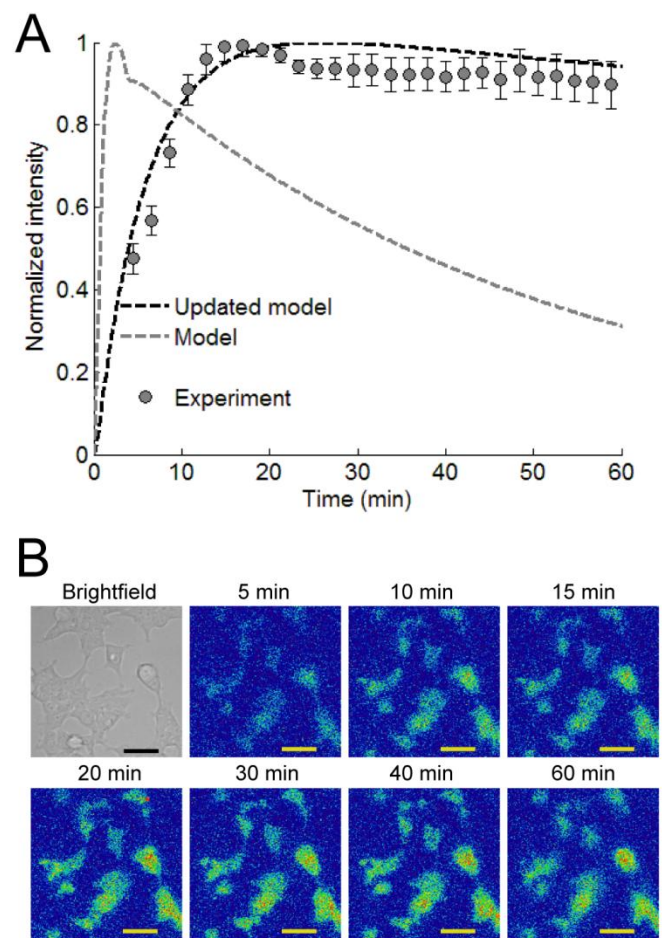 A
1
0.8
0.6
0.4
0.2
0
Normalized intensity
Updated model
Model
Experiment
0 10 20 30 40 50 60
Time (min)
B
Brightfield 5 min 10 min 15 min
20 min 30 min 40 min 60 min